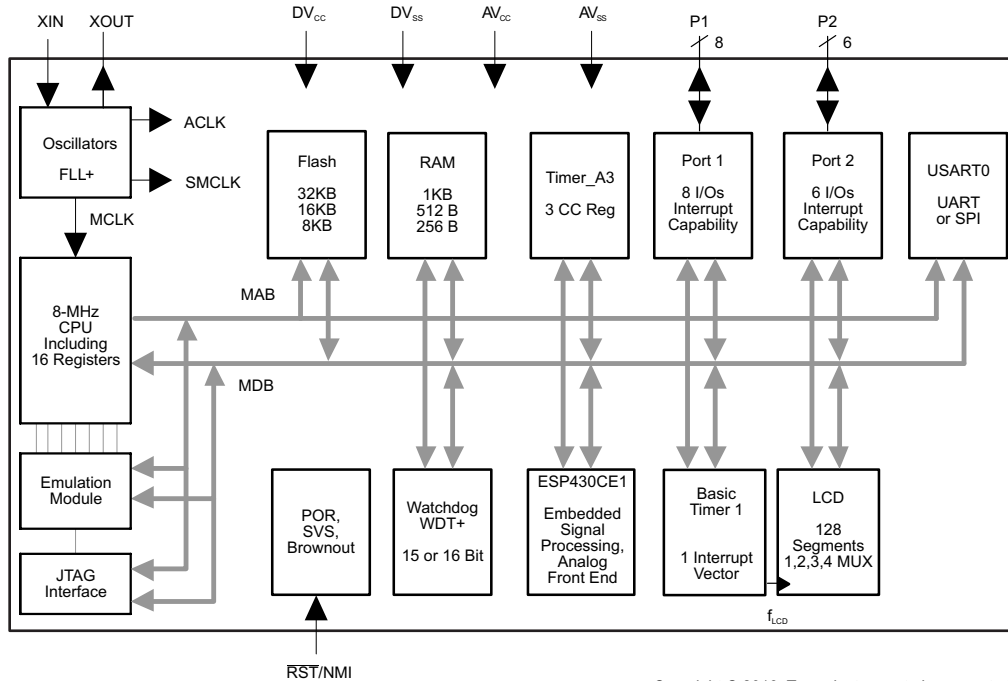 XIN XOUT DVCC DVSS AVCC AVSS P1 P2
8 6
Oscillators
FLL+
ACLK
SMCLK
MCLK
Flash
32KB
16KB
8KB
RAM
1KB
512 B
256 B
Timer_A3
3 CC Reg
Port 1
8 I/Os
Interrupt
Capability
Port 2
6 I/Os
Interrupt
Capability
USART0
UART
or SPI
8-MHz
CPU
Including
16 Registers
MAB
MDB
Emulation
Module
JTAG
Interface
POR,
SVS,
Brownout
Watchdog
WDT+
15 or 16 Bit
ESP430CE1
Embedded
Signal
Processing,
Analog
Front End
Basic
Timer 1
1 Interrupt
Vector
LCD
128
Segments
1,2,3,4 MUX
fLCD
RST/NMI